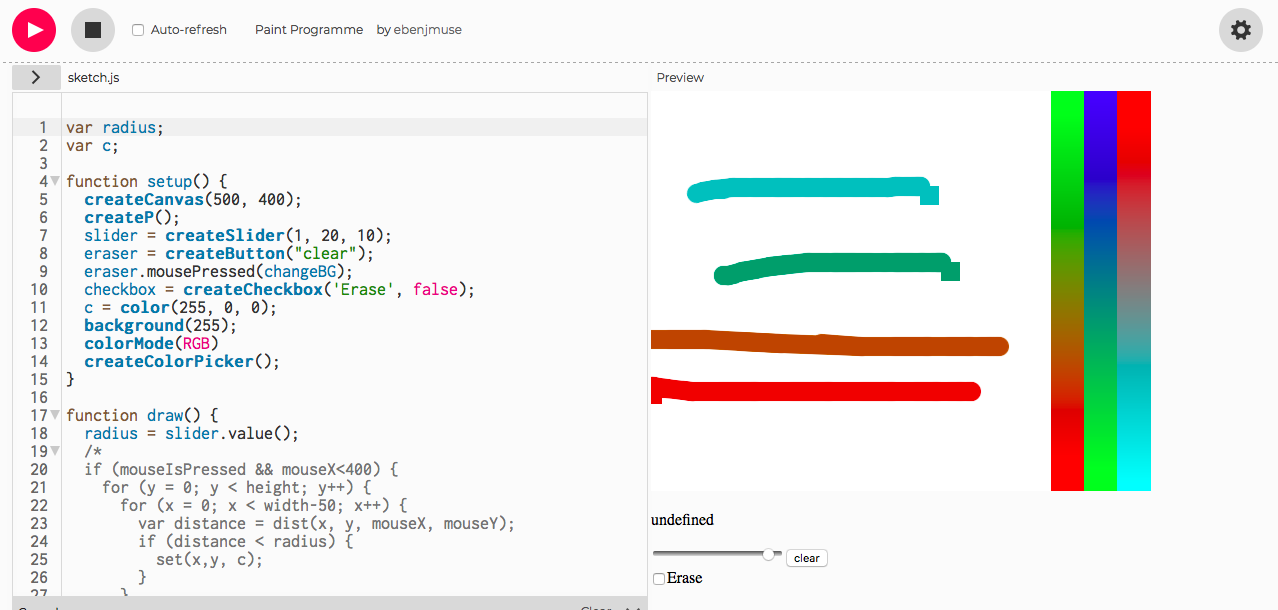 Auto-refresh Paint Programme by ebenjmuse
sketch.js
Preview
1 var radius;
2 var c;
3
4 function setup() {
5 createCanvas(500, 400);
6 createP();
7 slider = createSlider(1, 20, 10);
8 eraser = createButton("clear");
9 eraser.mousePressed(changeBG);
10 checkbox = createCheckbox('Erase', false);
11 c = color(255, 0, 0);
12 background(255);
13 colorMode(RGB)
14 createColorPicker();
15 }
16
17 function draw() {
18 radius = slider.value();
19 /*
20 if (mouseIsPressed && mouseX<400) {
21 for (y = 0; y < height; y++) {
22 for (x = 0; x < width-50; x++) {
23 var distance = dist(x, y, mouseX, mouseY);
24 if (distance < radius) {
25 set(x,y, c);
26 }
27 }
undefined
clear
Erase